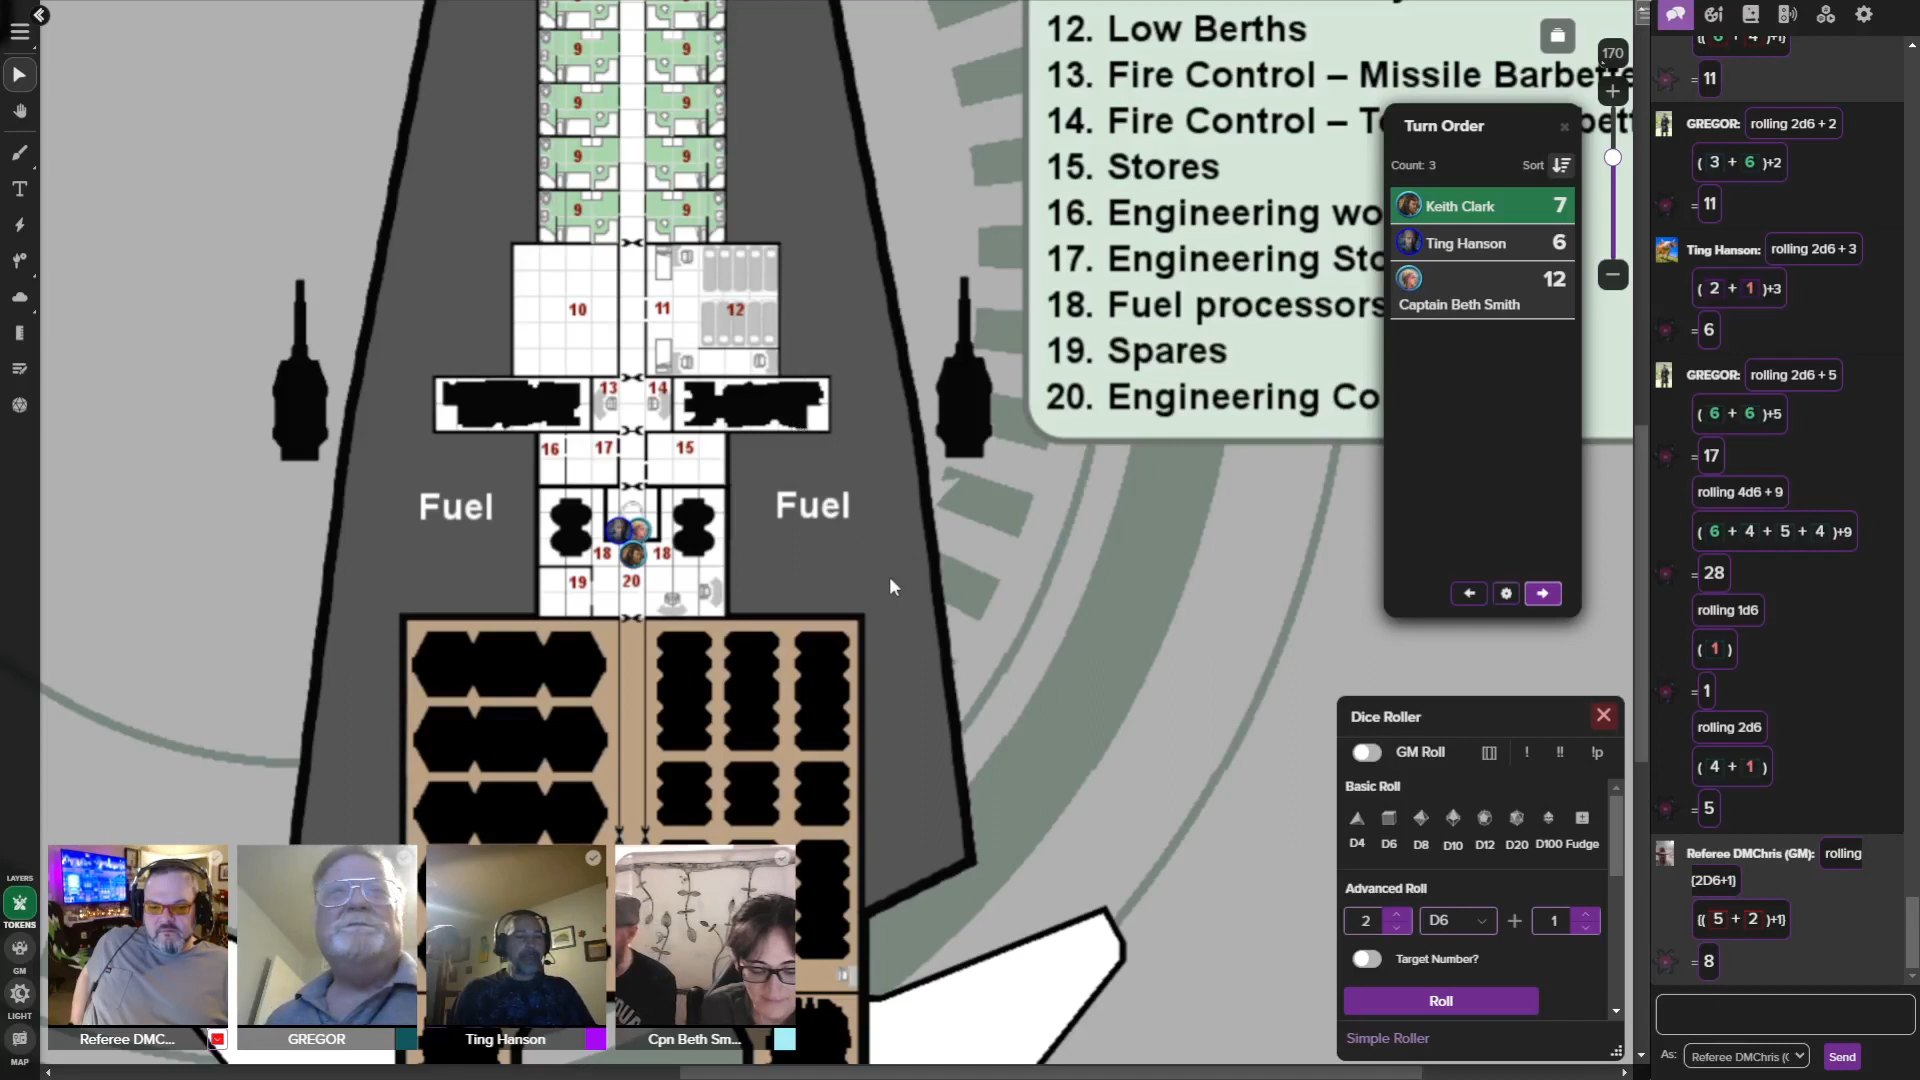 12. Low Berths
13. Fire Control – Missile Barbette
14. Fire Control – T
bett
15. Stores
16. Engineering wo
17. Engineering Sto
18. Fuel processors
19. Spares
20. Engineering Co
170
Turn Order
Count: 3
Sort
Keith Clark 7
Ting Hanson 6
12
Captain Beth Smith
9 9
9 9
9 9
9 9
10 11 12
13 14
16 17 15
Fuel
Fuel
18 18
19 20
LAYERS
TOKENS
GM
LIGHT
MAP
Referee DMC...
GREGOR
Ting Hanson
Cpn Beth Sm...
Dice Roller
GM Roll
! !! !p
Basic Roll
D4 D6 D8 D10 D12 D20 D100 Fudge
Advanced Roll
2 D6 + 1
Target Number?
Roll
Simple Roller
= 11
GREGOR: rolling 2d6 + 2
( 3 + 6 )+2
= 11
Ting Hanson: rolling 2d6 + 3
( 2 + 1 )+3
= 6
GREGOR: rolling 2d6 + 5
( 6 + 6 )+5
= 17
rolling 4d6 + 9
( 6 + 4 + 5 + 4 )+9
= 28
rolling 1d6
( 1 )
= 1
rolling 2d6
( 4 + 1 )
= 5
Referee DMChris (GM): rolling
{2D6+1}
{( 5 + 2 )+1}
= 8
As: Referee DMChris (
Send